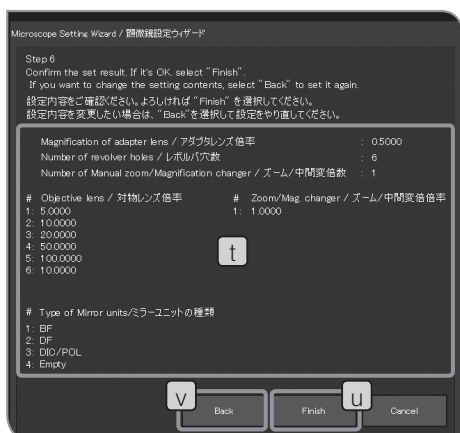 Microscope Setting Wizard / 顕微鏡設定ウィザード
Step 6
Confirm the set result. If it's OK, select "Finish".
If you want to change the setting contents, select "Back" to set it again.
設定内容をご確認ください。よろしければ "Finish" を選択してください。
設定内容を変更したい場合は、"Back"を選択して設定をやり直してください。
Magnification of adapter lens / アダプタレンズ倍率 : 0.5000
Number of revolver holes / レボルバ穴数 : 6
Number of Manual zoom/Magnification changer / ズーム/中間変倍数 : 1
# Objective lens / 対物レンズ倍率 # Zoom/Mag. changer / ズーム/中間変倍倍率
1: 5.0000 1: 1.0000
2: 10.0000
3: 20.0000
4: 50.0000
5: 100.0000
6: 10.0000
t
# Type of Mirror units/ミラーユニットの種類
1: BF
2: DF
3: DIC/POL
4: Empty
v u
Back Finish Cancel